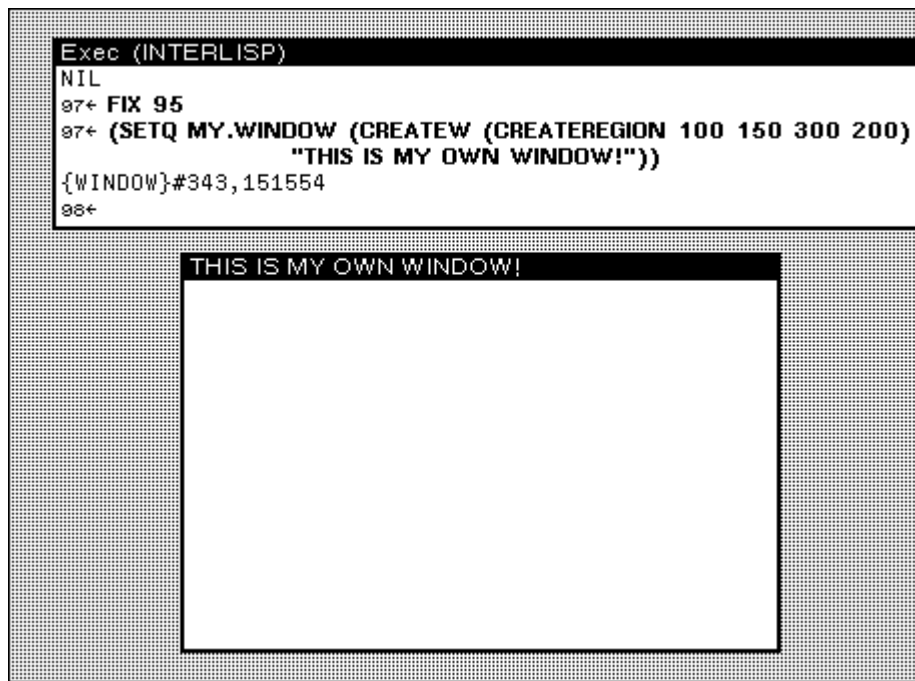 Exec (INTERLISP)
NIL
97← FIX 95
97← (SETQ MY.WINDOW (CREATEW (CREATEREGION 100 150 300 200)
"THIS IS MY OWN WINDOW!"))
{WINDOW}#343,151554
98←
THIS IS MY OWN WINDOW!